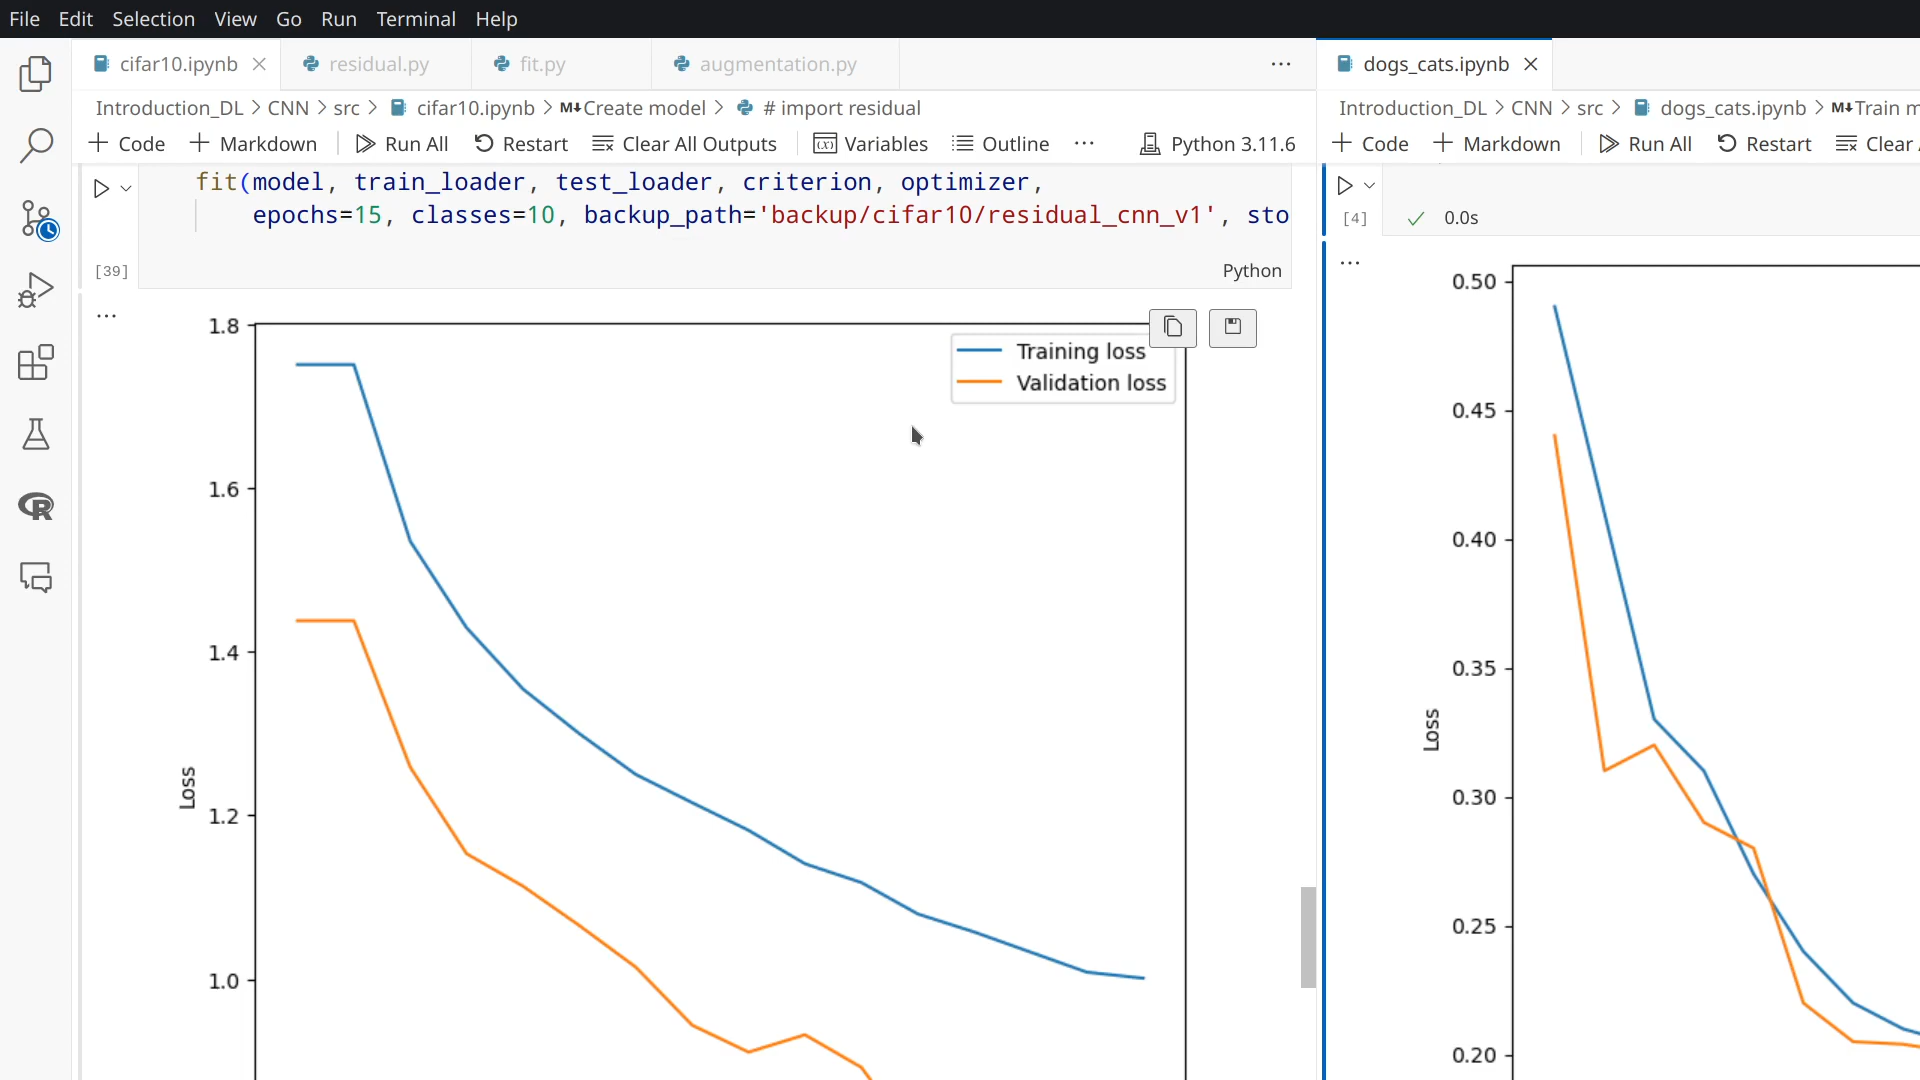 File Edit Selection View Go Run Terminal Help
cifar10.ipynb residual.py fit.py augmentation.py ...
Introduction_DL > CNN > src > cifar10.ipynb > M↓Create model > # import residual
+ Code + Markdown Run All Restart Clear All Outputs (x) Variables Outline ... Python 3.11.6
fit(model, train_loader, test_loader, criterion, optimizer,
epochs=15, classes=10, backup_path='backup/cifar10/residual_cnn_v1', sto
[39]
Python
...
Training loss
Validation loss
1.8
1.6
1.4
1.2
1.0
Loss
dogs_cats.ipynb
Introduction_DL > CNN > src > dogs_cats.ipynb > M↓Train m
+ Code + Markdown Run All Restart Clear
[4] 0.0s
...
0.50
0.45
0.40
0.35
0.30
0.25
0.20
Loss